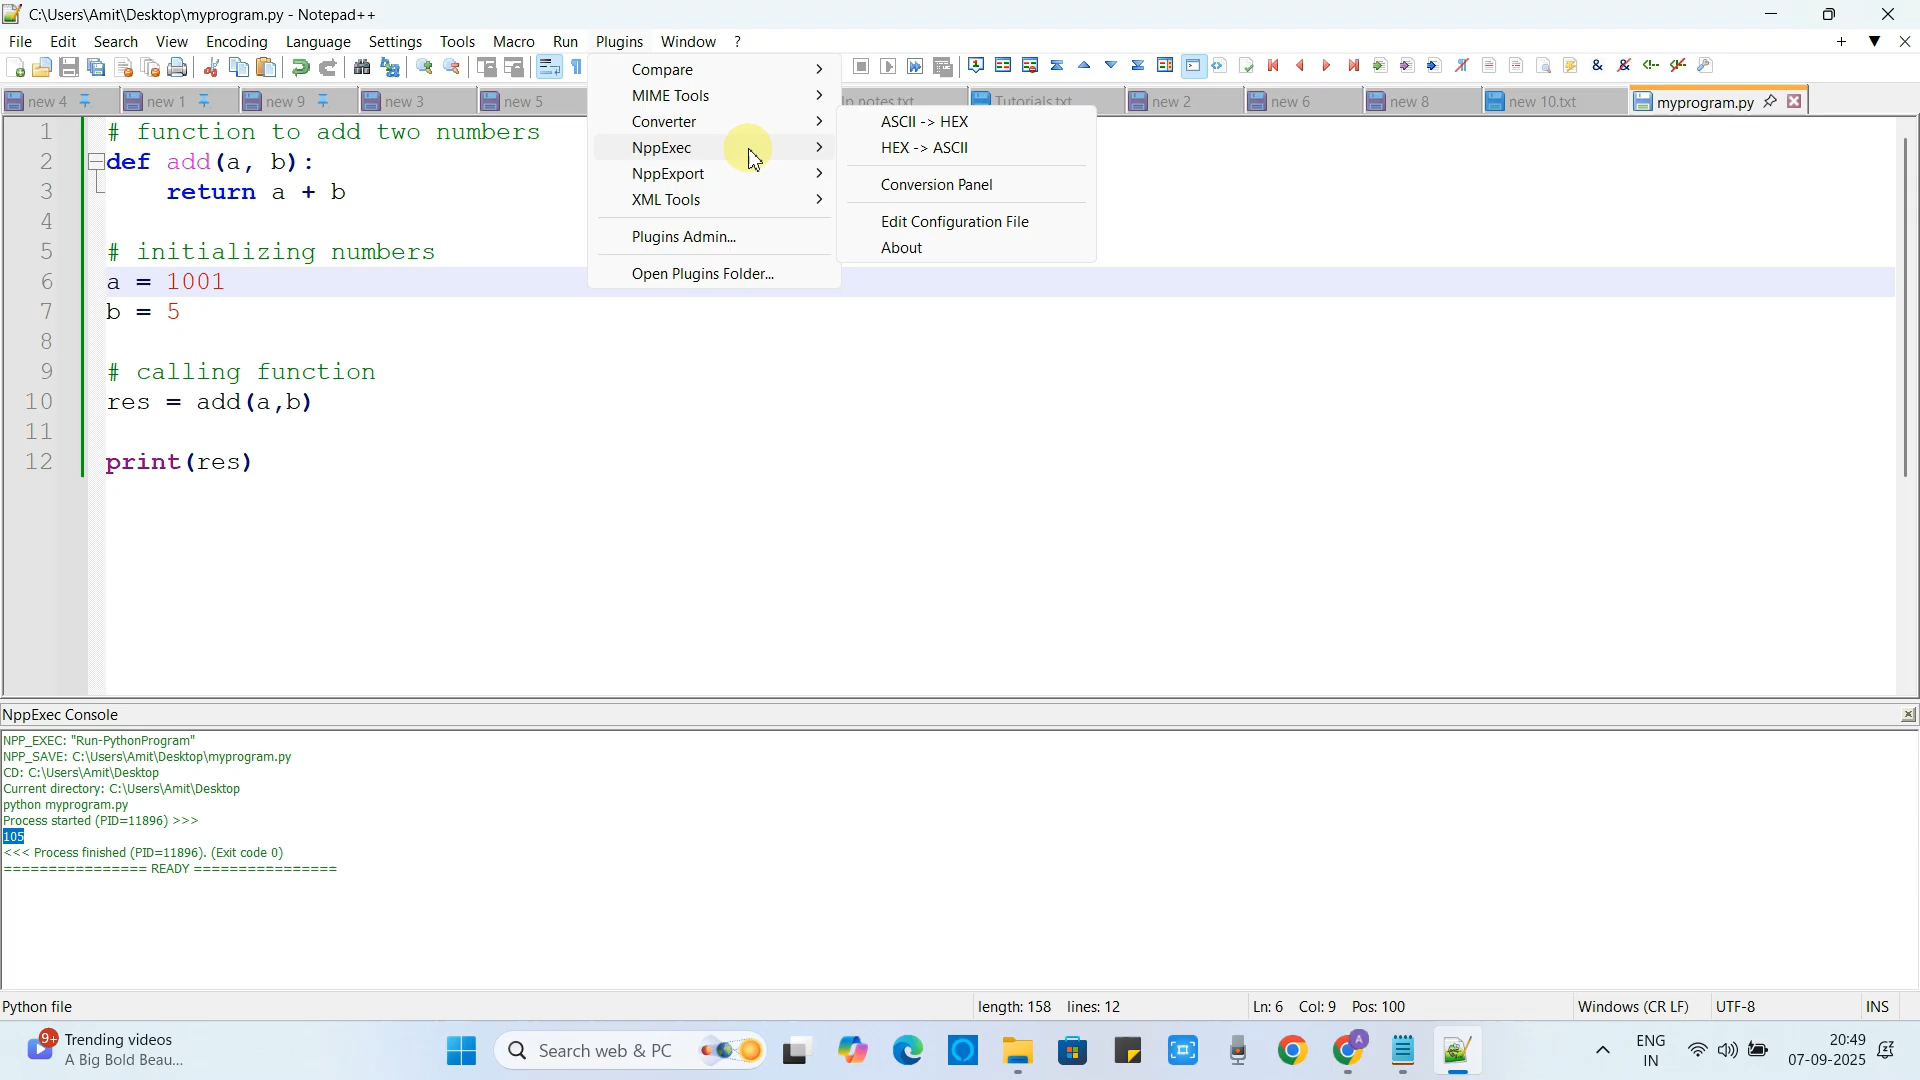 C:\Users\Amit\Desktop\myprogram.py - Notepad++
File Edit Search View Encoding Language Settings Tools Macro Run Plugins Window ?
new 4 new 1 new 9 new 3 new 5 notes.txt Tutorials.txt new 2 new 6 new 8 new 10.txt myprogram.py
Compare
MIME Tools
Converter
NppExec
NppExport
XML Tools
Plugins Admin...
Open Plugins Folder...
ASCII -> HEX
HEX -> ASCII
Conversion Panel
Edit Configuration File
About
1 # function to add two numbers
2 def add(a, b):
3 return a + b
4
5 # initializing numbers
6 a = 1001
7 b = 5
8
9 # calling function
10 res = add(a,b)
11
12 print(res)
NppExec Console
NPP_EXEC: "Run-PythonProgram"
NPP_SAVE: C:\Users\Amit\Desktop\myprogram.py
CD: C:\Users\Amit\Desktop
Current directory: C:\Users\Amit\Desktop
python myprogram.py
Process started (PID=11896) >>>
105
<<< Process finished (PID=11896). (Exit code 0)
================ READY ================
Python file length: 158 lines: 12 Ln: 6 Col: 9 Pos: 100 Windows (CR LF) UTF-8 INS
9+ Trending videos
A Big Bold Beau...
Search web & PC
A
ENG
IN
20:49
07-09-2025